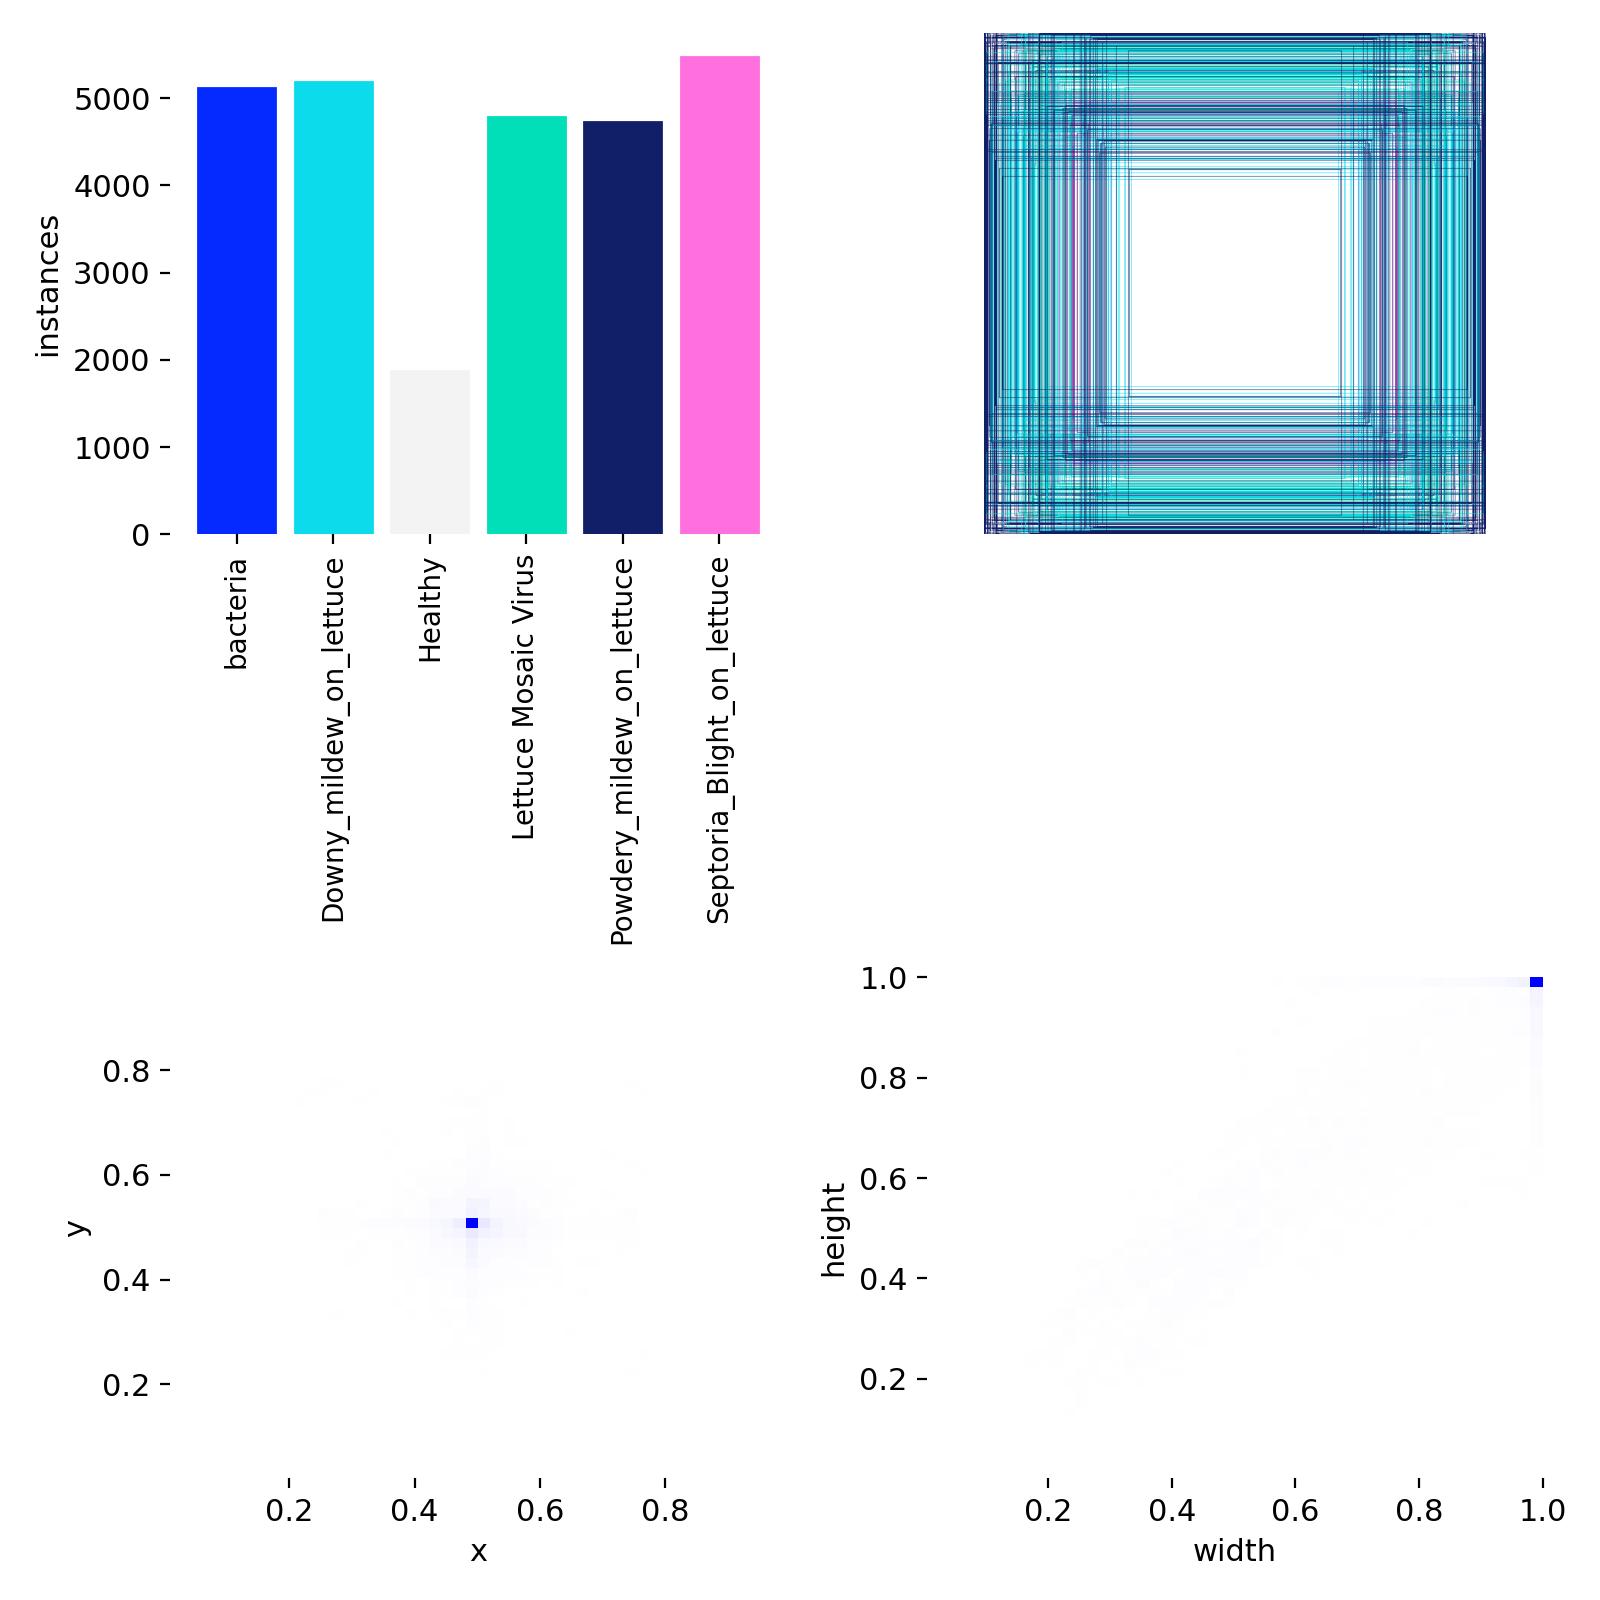 instances
5000
4000
3000
2000
1000
0
bacteria
Downy_mildew_on_lettuce
Healthy
Lettuce Mosaic Virus
Powdery_mildew_on_lettuce
Septoria_Blight_on_lettuce
y
0.8
0.6
0.4
0.2
0.2 0.4 0.6 0.8
x
height
1.0
0.8
0.6
0.4
0.2
0.2 0.4 0.6 0.8 1.0
width